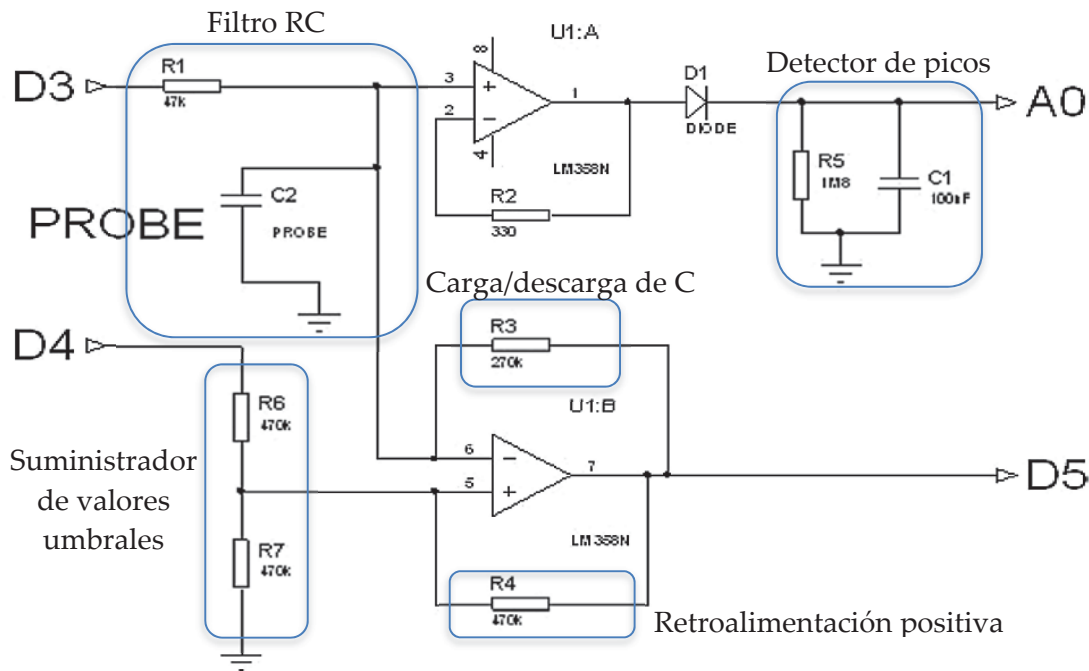 Filtro RC
U1:A
D3
R1
47k
8
3
2
4
1
LM358N
D1
DIODE
Detector de picos
A0
R5
1M8
C1
100nF
C2
PROBE
PROBE
R2
330
Carga/descarga de C
R3
270k
D4
R6
470k
U1:B
Suministrador
de valores
umbrales
6
5
7
D5
LM358N
R7
470k
R4
470k
Retroalimentación positiva